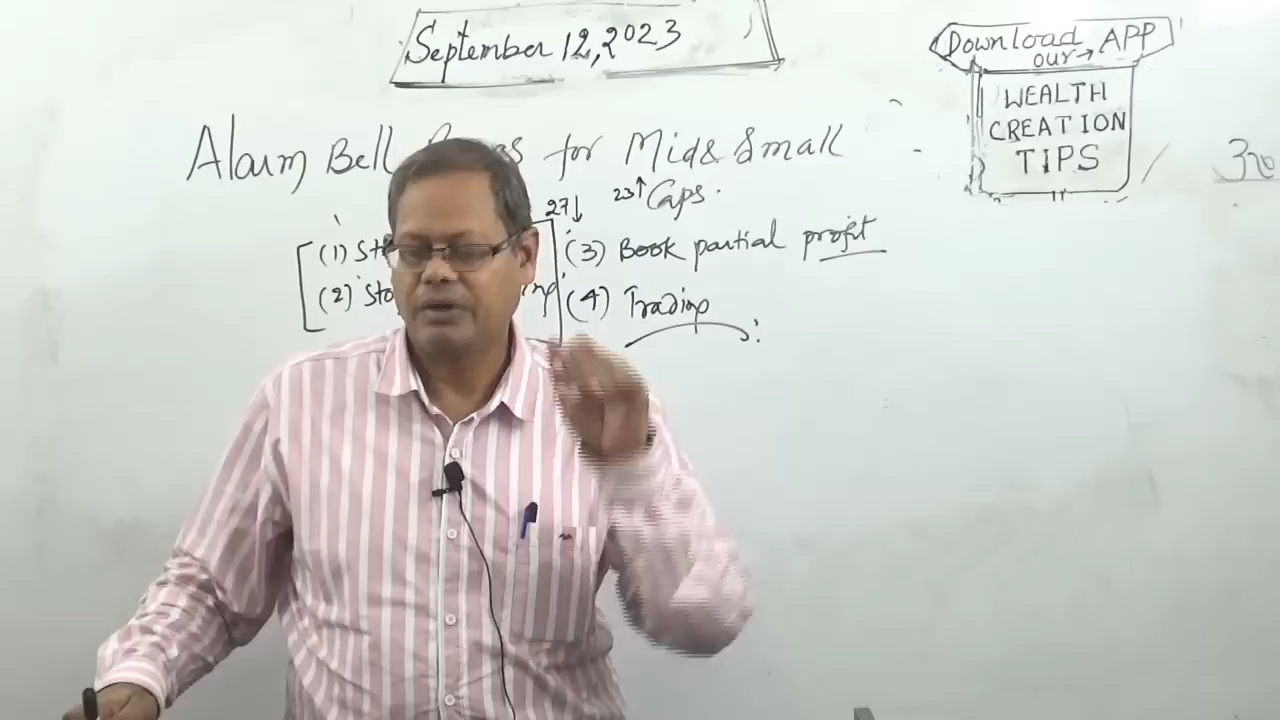 September 12, 2023
Download
our → APP
WEALTH
CREATION
TIPS
Alarm Bell for Mid & Small
23↑ Caps.
27↓
(1)
(2)
(3) Book partial profit
(4) Trading